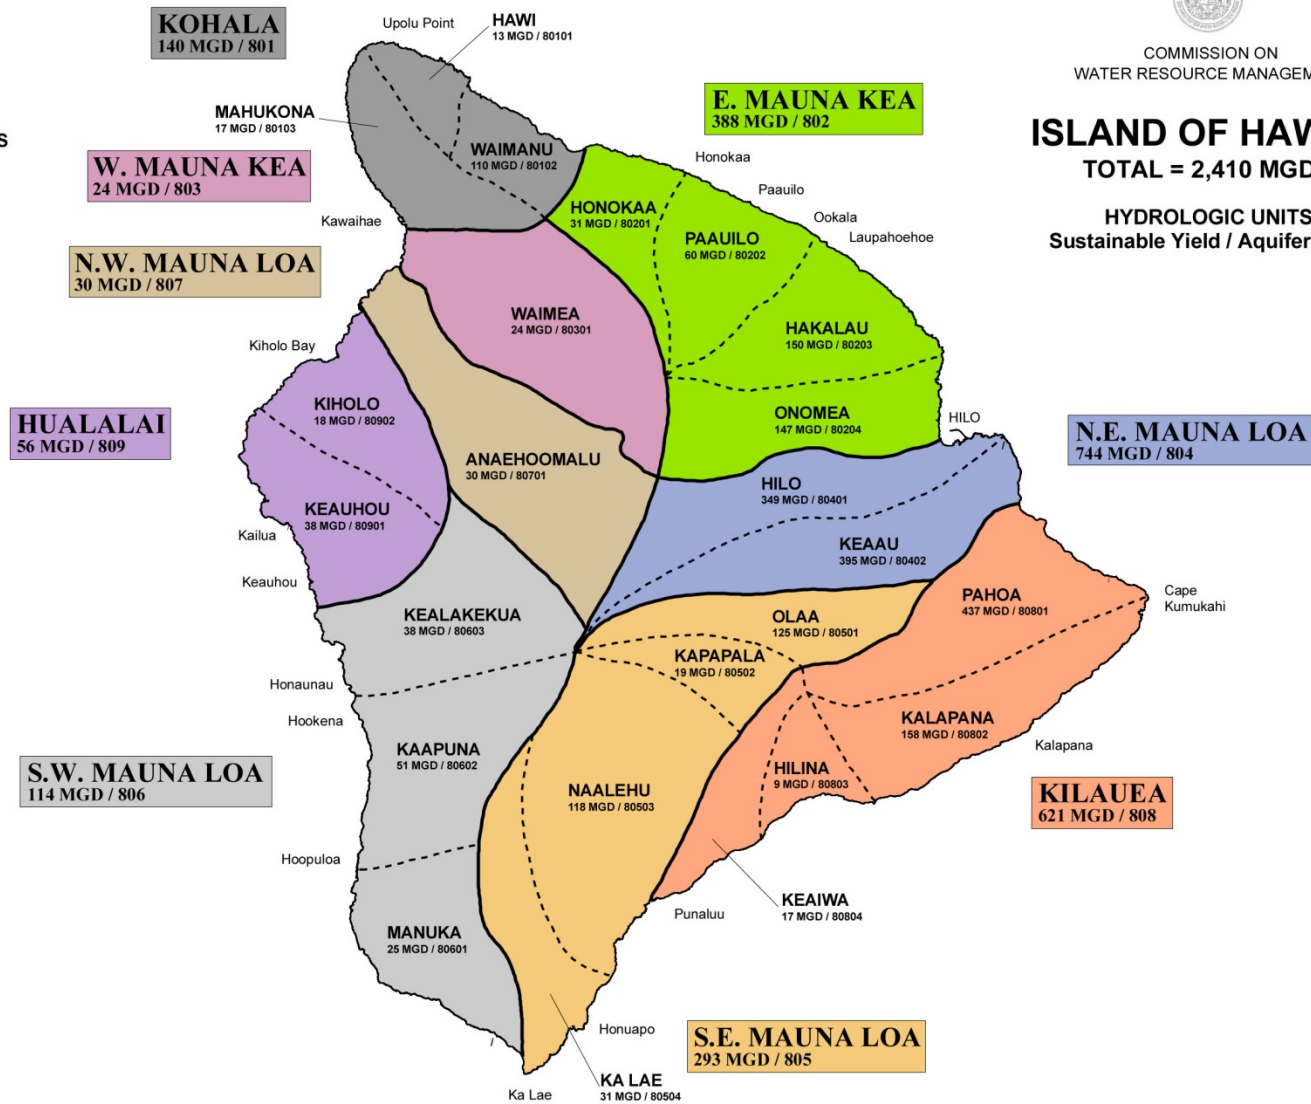 KOHALA
140 MGD / 801
Upolu Point
HAWI
13 MGD / 80101
COMMISSION ON
WATER RESOURCE MANAGEM
ISLAND OF HAW
TOTAL = 2,410 MGD
HYDROLOGIC UNITS
Sustainable Yield / Aquifer
S
MAHUKONA
17 MGD / 80103
WAIMANU
110 MGD / 80102
E. MAUNA KEA
388 MGD / 802
W. MAUNA KEA
24 MGD / 803
Honokaa
Paauilo
Ookala
Laupahoehoe
Kawaihae
HONOKAA
31 MGD / 80201
PAAUILO
60 MGD / 80202
N.W. MAUNA LOA
30 MGD / 807
WAIMEA
24 MGD / 80301
HAKALAU
150 MGD / 80203
Kiholo Bay
KIHOLO
18 MGD / 80902
ONOMEA
147 MGD / 80204
HILO
HUALALAI
56 MGD / 809
N.E. MAUNA LOA
744 MGD / 804
ANAEHOOMALU
30 MGD / 80701
HILO
349 MGD / 80401
KEAUHOU
38 MGD / 80901
Kailua
KEAAU
395 MGD / 80402
Keauhou
KEALAKEKUA
38 MGD / 80603
OLAA
125 MGD / 80501
PAHOA
437 MGD / 80801
Cape
Kumukahi
KAPAPALA
19 MGD / 80502
Honaunau
Hookena
KALAPANA
158 MGD / 80802
Kalapana
KAAPUNA
51 MGD / 80602
S.W. MAUNA LOA
114 MGD / 806
HILINA
9 MGD / 80803
NAALEHU
118 MGD / 80503
KILAUEA
621 MGD / 808
Hoopuloa
KEAIWA
17 MGD / 80804
Punaluu
MANUKA
25 MGD / 80601
Honuapo
S.E. MAUNA LOA
293 MGD / 805
KA LAE
31 MGD / 80504
Ka Lae